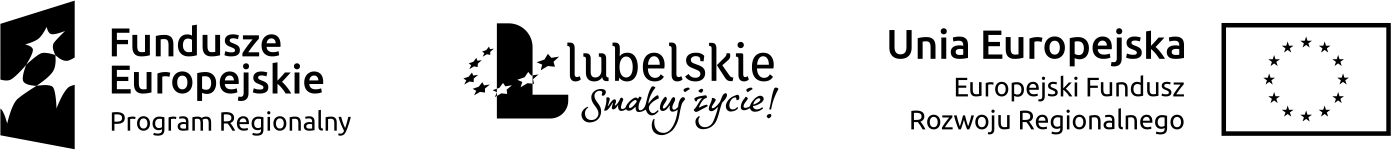 Fundusze
Europejskie
Program Regionalny
lubelskie
Smakuj życie!
Unia Europejska
Europejski Fundusz
Rozwoju Regionalnego